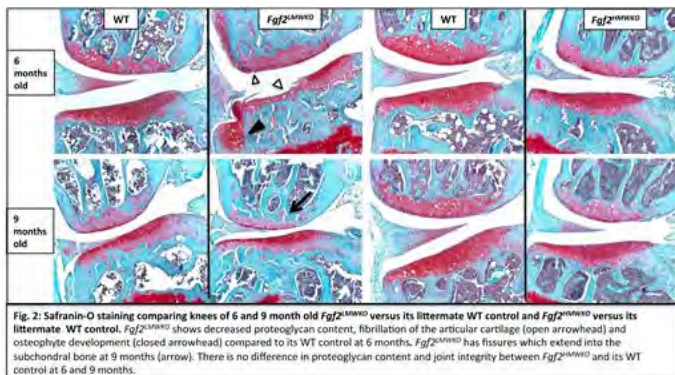 WT
Fgf2LMWKO
WT
Fgf2HMWKO
6
months
old
9
months
old
Fig. 2: Safranin-O staining comparing knees of 6 and 9 month old Fgf2LMWKO versus its littermate WT control and Fgf2HMWKO versus its
littermate WT control. Fgf2LMWKO shows decreased proteoglycan content, fibrillation of the articular cartilage (open arrowhead) and
osteophyte development (closed arrowhead) compared to its WT control at 6 months. Fgf2LMWKO has fissures which extend into the
subchondral bone at 9 months (arrow). There is no difference in proteoglycan content and joint integrity between Fgf2HMWKO and its WT
control at 6 and 9 months.